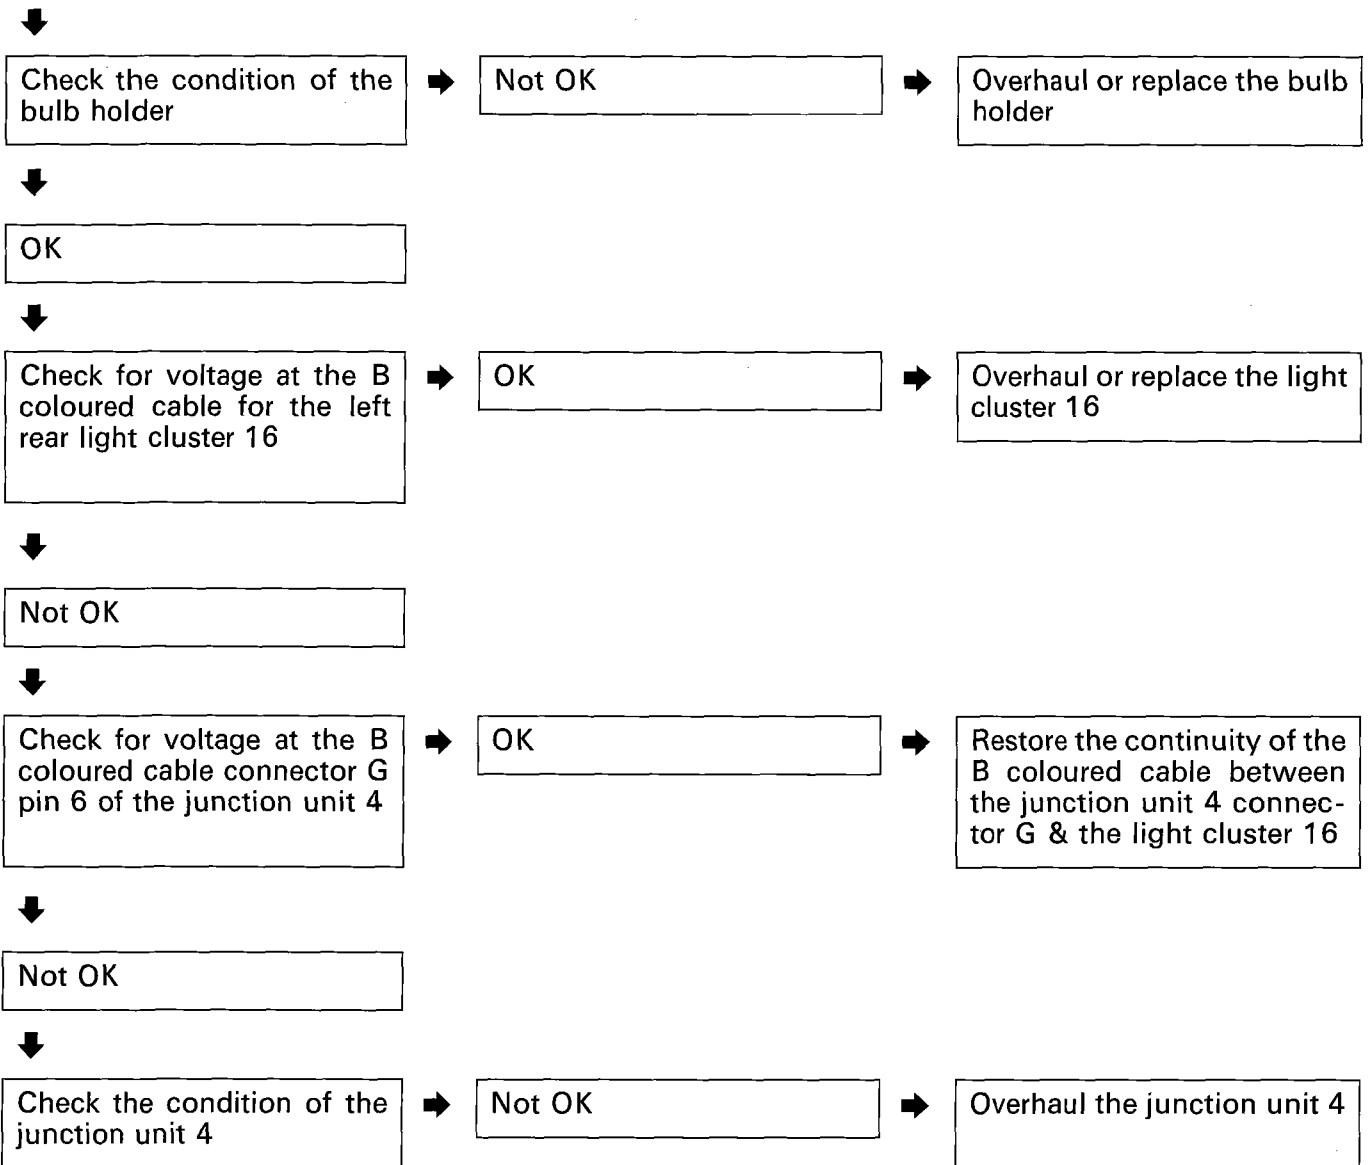 Check the condition of the
bulb holder
Not OK
Overhaul or replace the bulb
holder
OK
Check for voltage at the B
coloured cable for the left
rear light cluster 16
OK
Overhaul or replace the light
cluster 16
Not OK
Check for voltage at the B
coloured cable connector G
pin 6 of the junction unit 4
OK
Restore the continuity of the
B coloured cable between
the junction unit 4 connec-
tor G & the light cluster 16
Not OK
Check the condition of the
junction unit 4
Not OK
Overhaul the junction unit 4